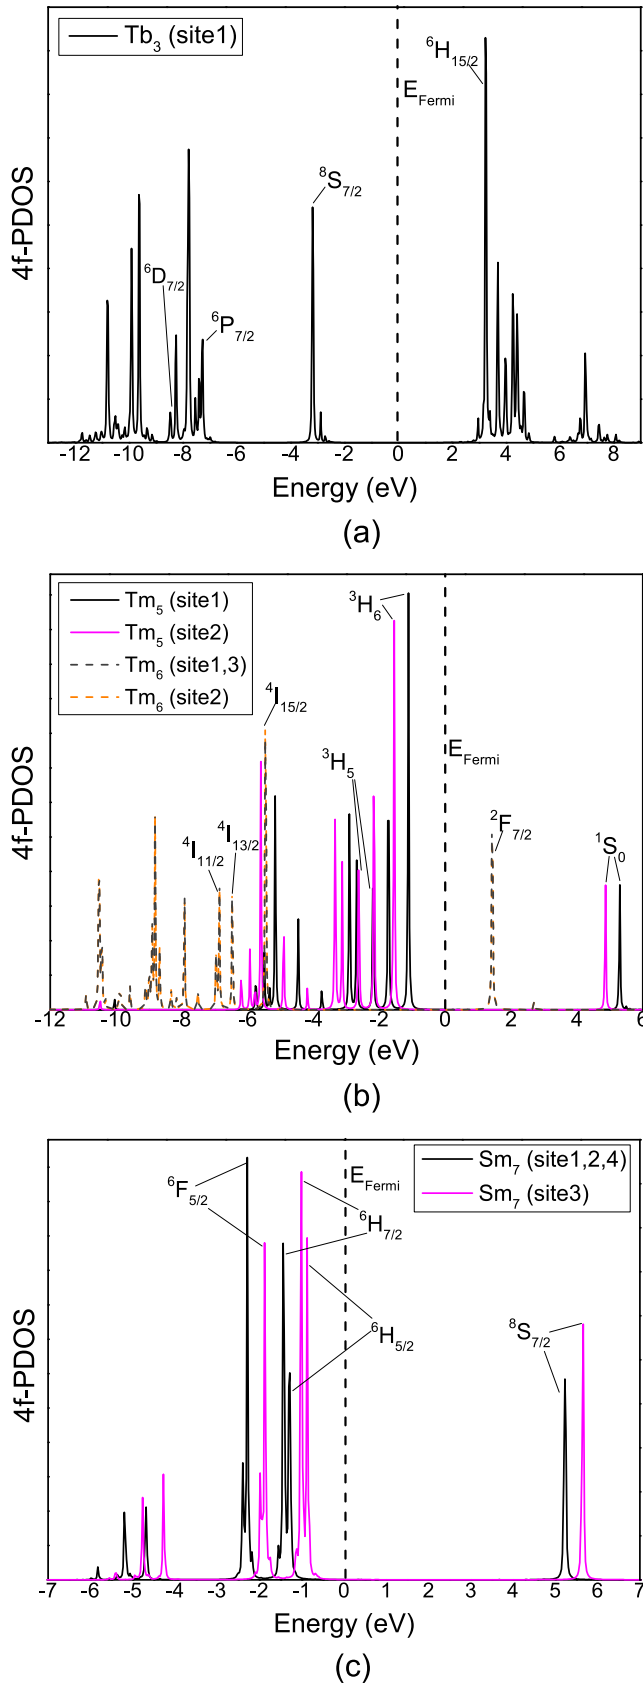 Tb₃ (site1)
⁶H₁₅/₂
E_Fermi
⁸S₇/₂
⁶D₇/₂
⁶P₇/₂
4f-PDOS
-12 -10 -8 -6 -4 -2 0 2 4 6 8
Energy (eV)
(a)
Tm₅ (site1)
Tm₅ (site2)
Tm₆ (site1,3)
Tm₆ (site2)
³H₆
⁴I₁₅/₂
³H₅
E_Fermi
⁴I₁₃/₂
⁴I₁₁/₂
²F₇/₂
¹S₀
4f-PDOS
-12 -10 -8 -6 -4 -2 0 2 4 6
Energy (eV)
(b)
Sm₇ (site1,2,4)
Sm₇ (site3)
⁶F₅/₂
E_Fermi
⁶H₇/₂
⁶H₅/₂
⁸S₇/₂
4f-PDOS
-7 -6 -5 -4 -3 -2 -1 0 1 2 3 4 5 6 7
Energy (eV)
(c)